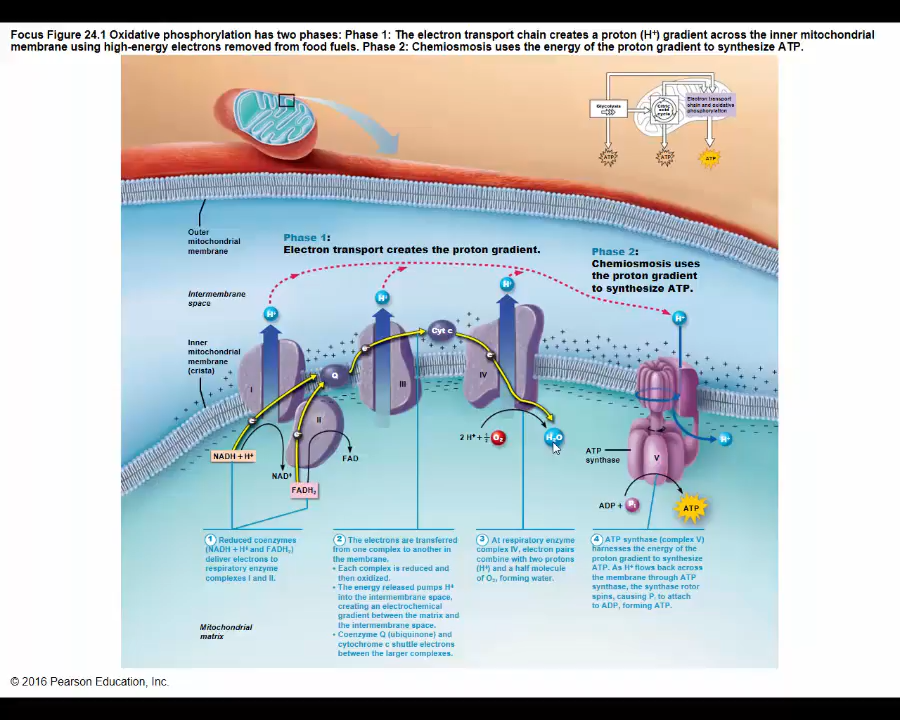 Focus Figure 24.1 Oxidative phosphorylation has two phases: Phase 1: The electron transport chain creates a proton (H⁺) gradient across the inner mitochondrial
membrane using high-energy electrons removed from food fuels. Phase 2: Chemiosmosis uses the energy of the proton gradient to synthesize ATP.
Glycolysis
Citric
acid
cycle
Electron transport
chain and oxidative
phosphorylation
ATP
ATP
ATP
Outer
mitochondrial
membrane
Phase 1:
Electron transport creates the proton gradient.
Phase 2:
Chemiosmosis uses
the proton gradient
to synthesize ATP.
Intermembrane
space
H⁺
H⁺
H⁺
H⁺
Inner
mitochondrial
membrane
(crista)
Cyt c
Q
I
II
III
IV
2 H⁺ + ½ O₂
H₂O
H⁺
NADH + H⁺
NAD⁺
FAD
FADH₂
ATP
synthase
V
ADP + Pᵢ
ATP
1 Reduced coenzymes
(NADH + H⁺ and FADH₂)
deliver electrons to
respiratory enzyme
complexes I and II.
2 The electrons are transferred
from one complex to another in
the membrane.
• Each complex is reduced and
then oxidized.
• The energy released pumps H⁺
into the intermembrane space,
creating an electrochemical
gradient between the matrix and
the intermembrane space.
• Coenzyme Q (ubiquinone) and
cytochrome c shuttle electrons
between the larger complexes.
3 At respiratory enzyme
complex IV, electron pairs
combine with two protons
(H⁺) and a half molecule
of O₂, forming water.
4 ATP synthase (complex V)
harnesses the energy of the
proton gradient to synthesize
ATP. As H⁺ flows back across
the membrane through ATP
synthase, the synthase rotor
spins, causing Pᵢ to attach
to ADP, forming ATP.
Mitochondrial
matrix
© 2016 Pearson Education, Inc.